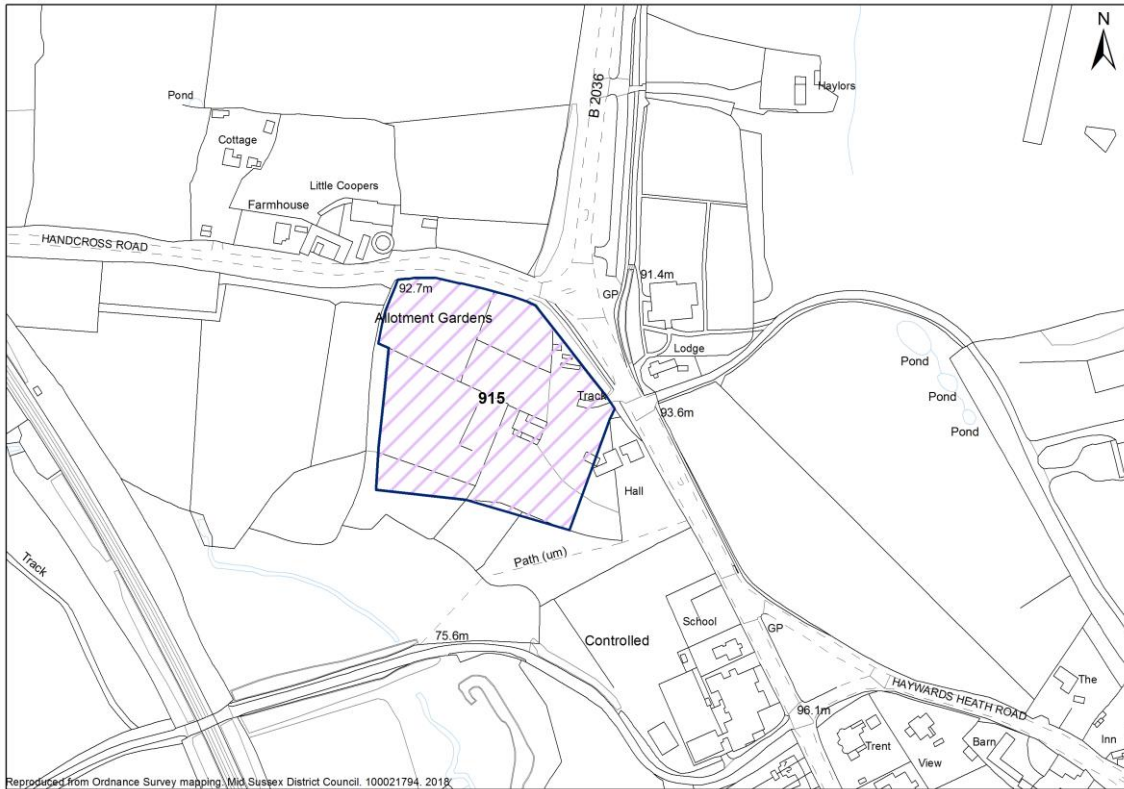 N
B 2036
Haylors
Pond
Cottage
Little Coopers
Farmhouse
HANDCROSS ROAD
92.7m
91.4m
GP
Allotment Gardens
Lodge
Pond
Pond
Pond
915
Track
93.6m
Hall
Path (um)
Track
75.6m
Controlled
School
GP
HAYWARDS HEATH ROAD
The
96.1m
Trent
View
Barn
Inn
Reproduced from Ordnance Survey mapping. Mid Sussex District Council. 100021794. 2018